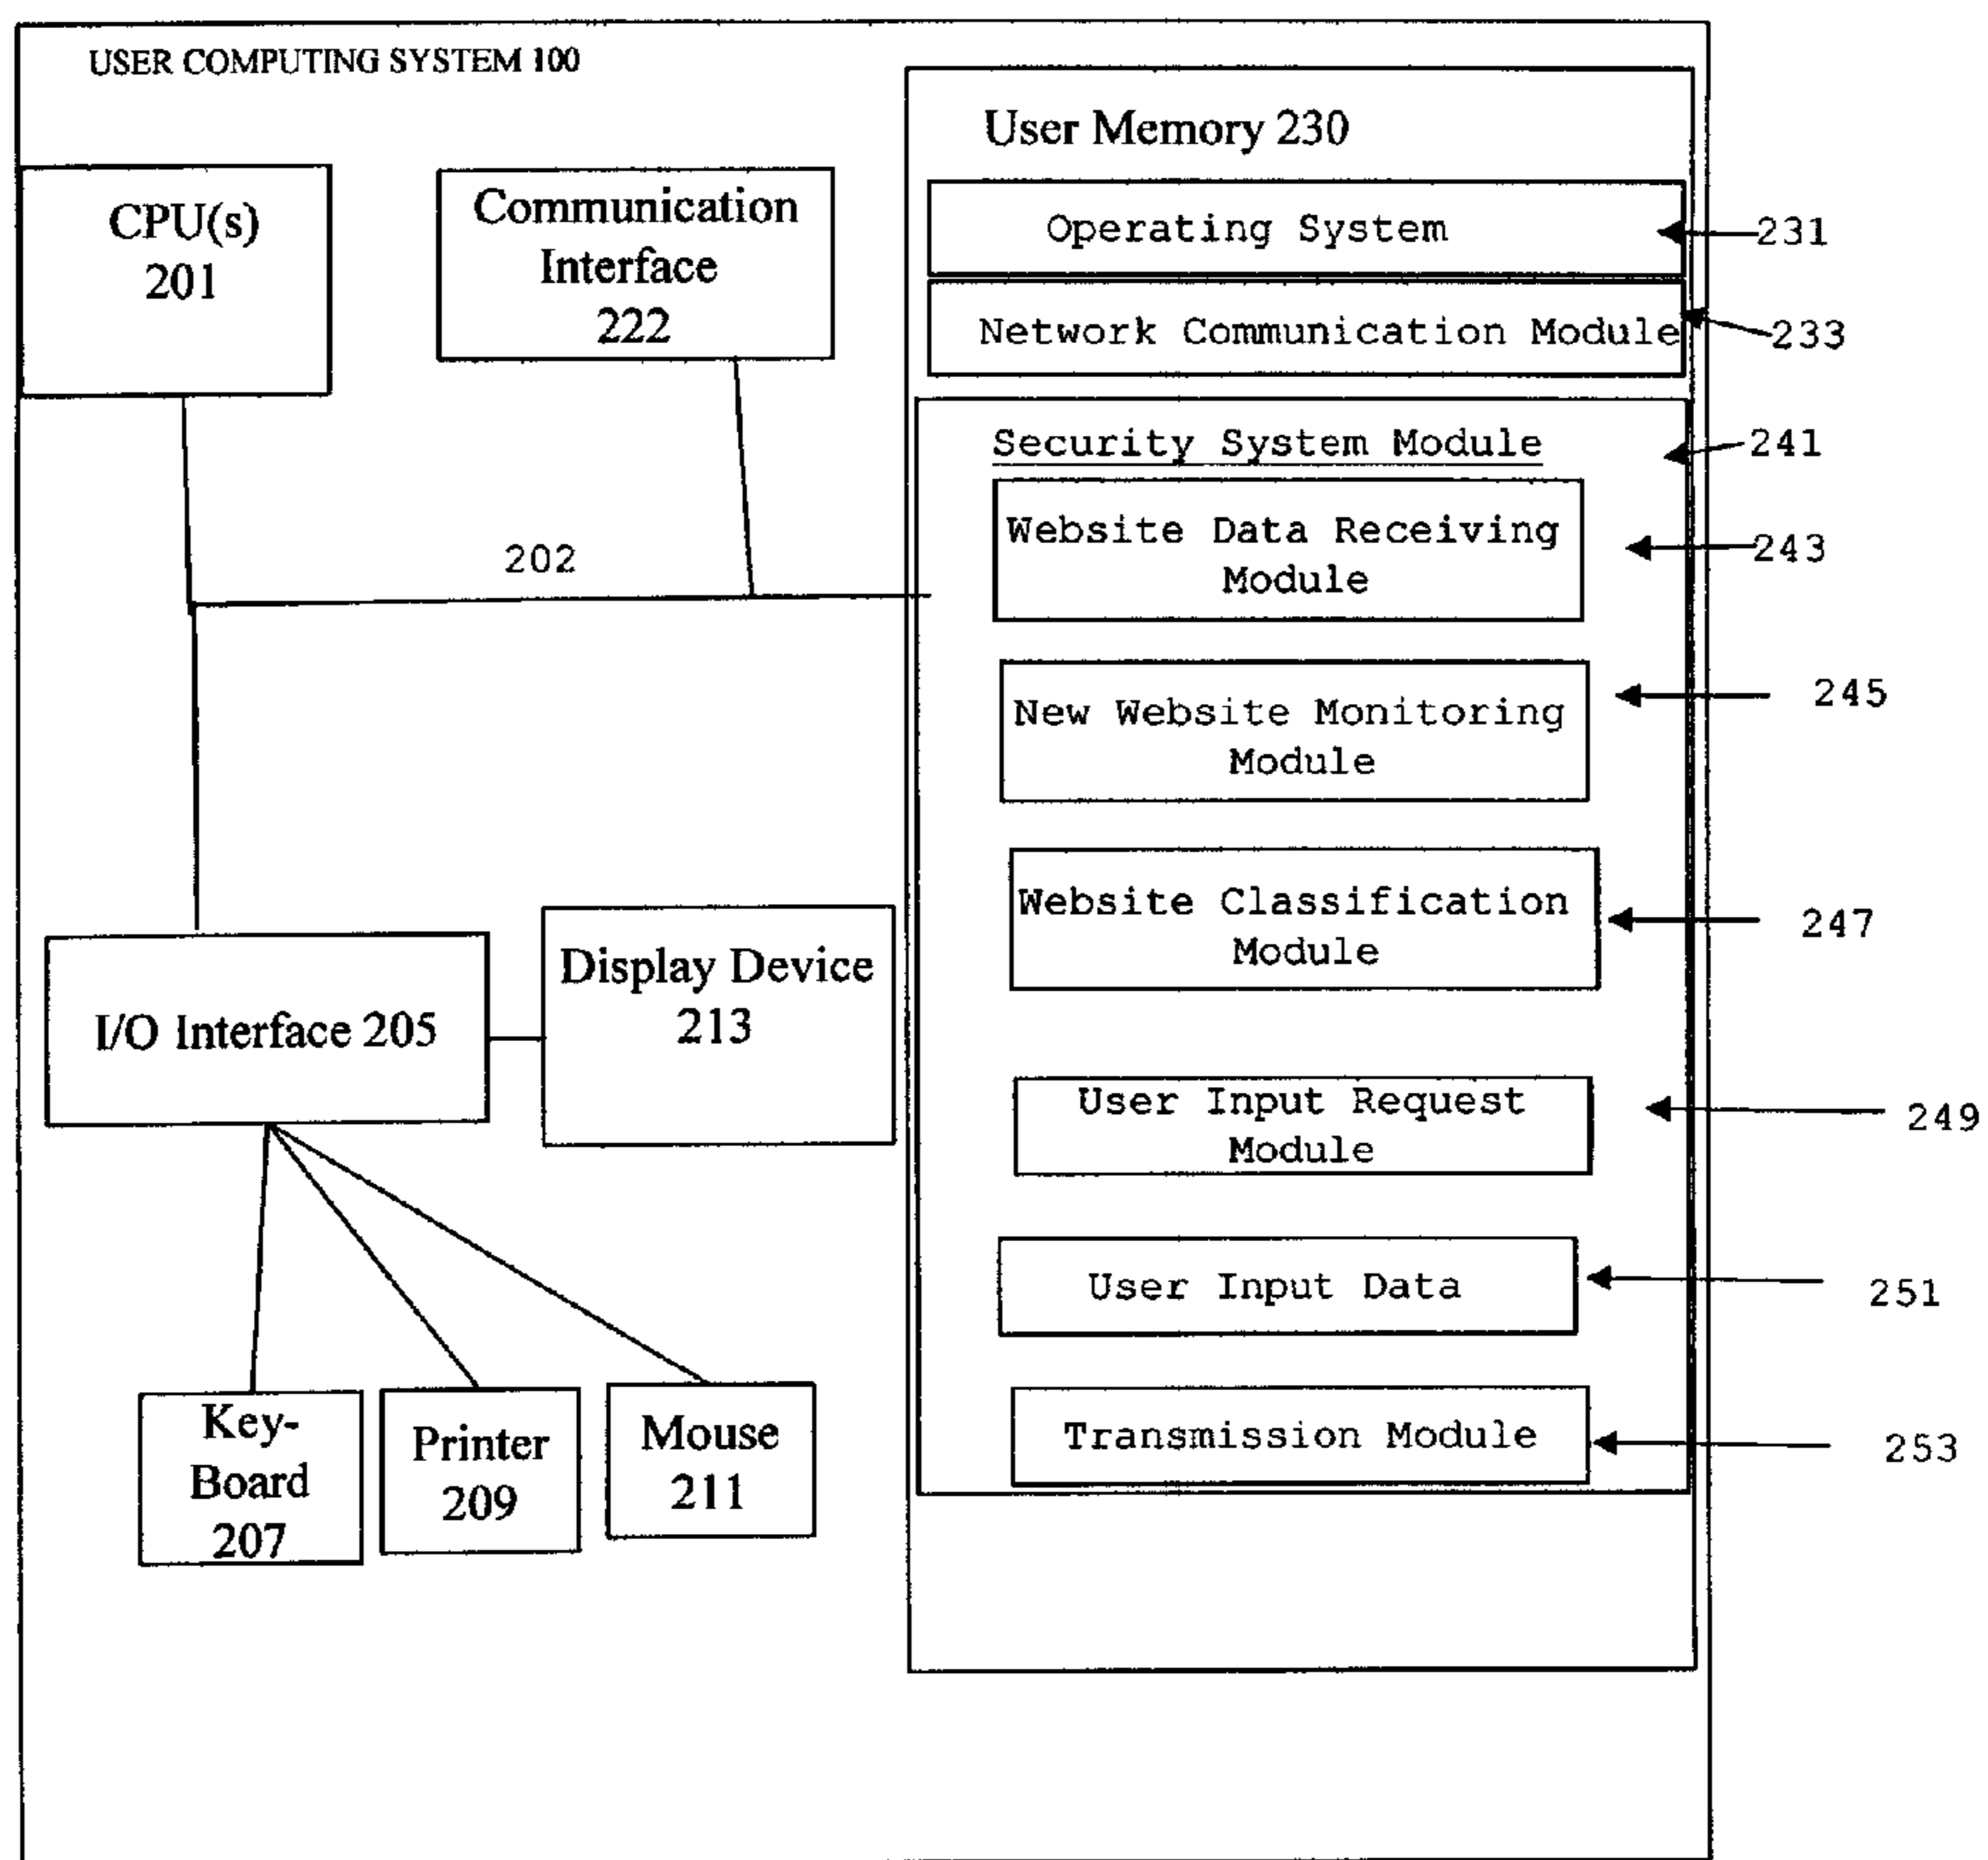 USER COMPUTING SYSTEM 100
CPU(s)
201
Communication
Interface
222
202
I/O Interface 205
Display Device
213
Key-
Board
207
Printer
209
Mouse
211
User Memory 230
Operating System
231
Network Communication Module
233
Security System Module
241
Website Data Receiving
Module
243
New Website Monitoring
Module
245
Website Classification
Module
247
User Input Request
Module
249
User Input Data
251
Transmission Module
253